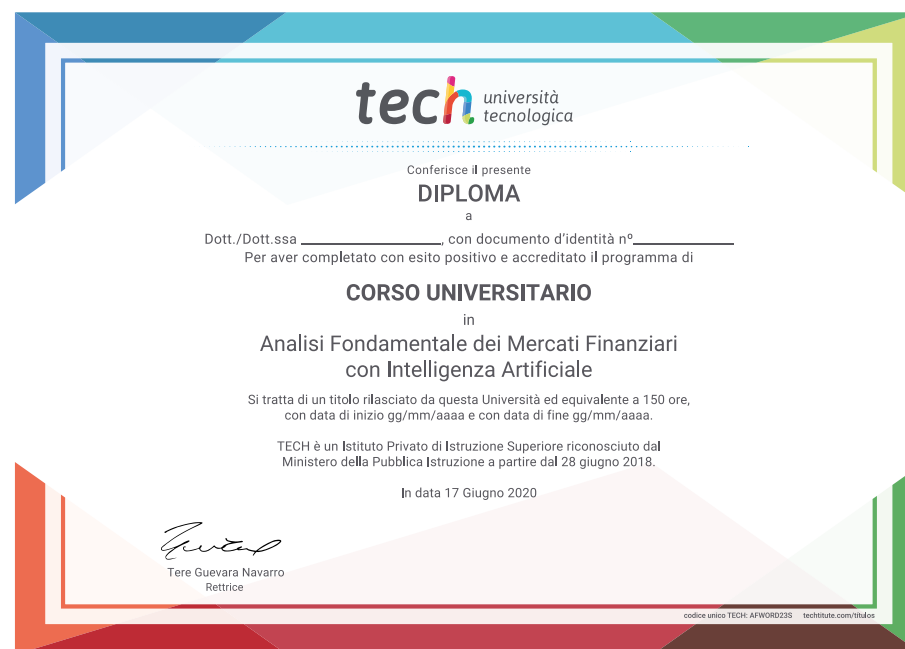 tech università
tecnologica
Conferisce il presente
DIPLOMA
a
Dott./Dott.ssa ____________________, con documento d'identità nº______________
Per aver completato con esito positivo e accreditato il programma di
CORSO UNIVERSITARIO
in
Analisi Fondamentale dei Mercati Finanziari
con Intelligenza Artificiale
Si tratta di un titolo rilasciato da questa Università ed equivalente a 150 ore,
con data di inizio gg/mm/aaaa e con data di fine gg/mm/aaaa.
TECH è un Istituto Privato di Istruzione Superiore riconosciuto dal
Ministero della Pubblica Istruzione a partire dal 28 giugno 2018.
In data 17 Giugno 2020
Tere Guevara Navarro
Rettrice
codice unico TECH: AFWORD23S techtitute.com/titulos